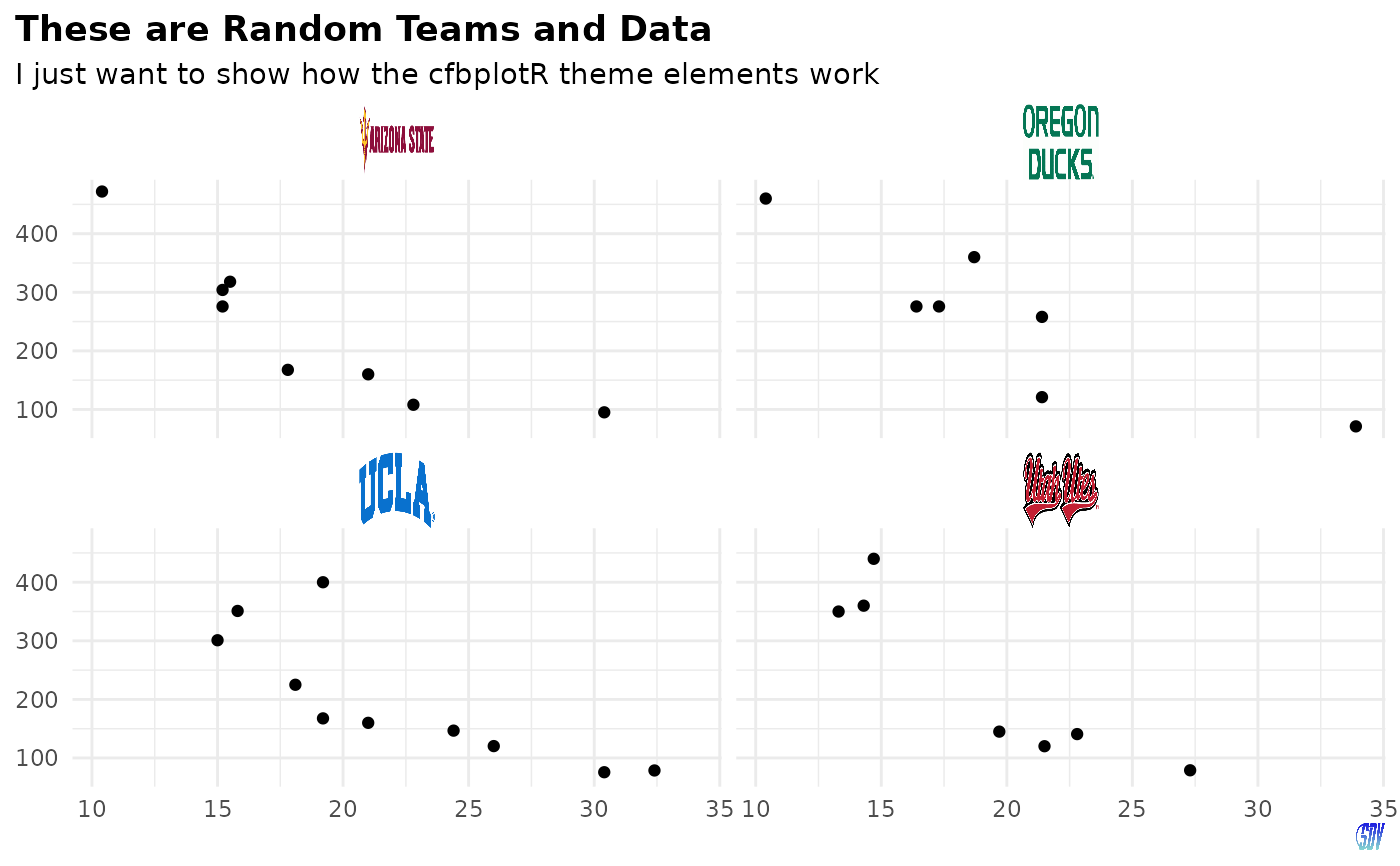 These are Random Teams and Data
I just want to show how the cfbplotR theme elements work
ARIZONA STATE
OREGON
DUCKS
400
300
200
100
UCLA
400
300
200
100
10 15 20 25 30 35 10 15 20 25 30 35